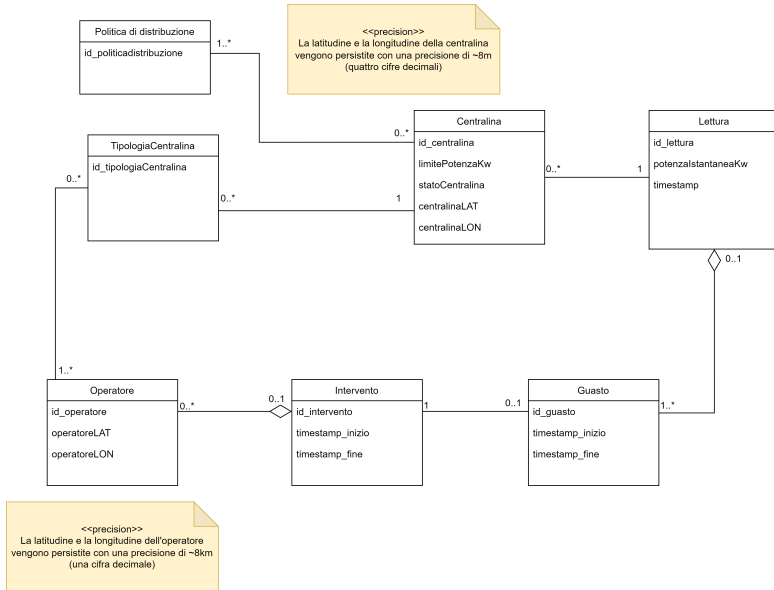 <<precision>>
La latitudine e la longitudine della centralina
vengono persistite con una precisione di ~8m
(quattro cifre decimali)
Politica di distribuzione
id_politicadistribuzione
1..*
0..*
TipologiaCentralina
id_tipologiaCentralina
0..*
0..*
1
Centralina
id_centralina
limitePotenzaKw
statoCentralina
centralinaLAT
centralinaLON
0..*
1
Lettura
id_lettura
potenzaIstantaneaKw
timestamp
0..1
1..*
Operatore
id_operatore
operatoreLAT
operatoreLON
0..*
0..1
Intervento
id_intervento
timestamp_inizio
timestamp_fine
1
0..1
Guasto
id_guasto
timestamp_inizio
timestamp_fine
1..*
<<precision>>
La latitudine e la longitudine dell'operatore
vengono persistite con una precisione di ~8km
(una cifra decimale)